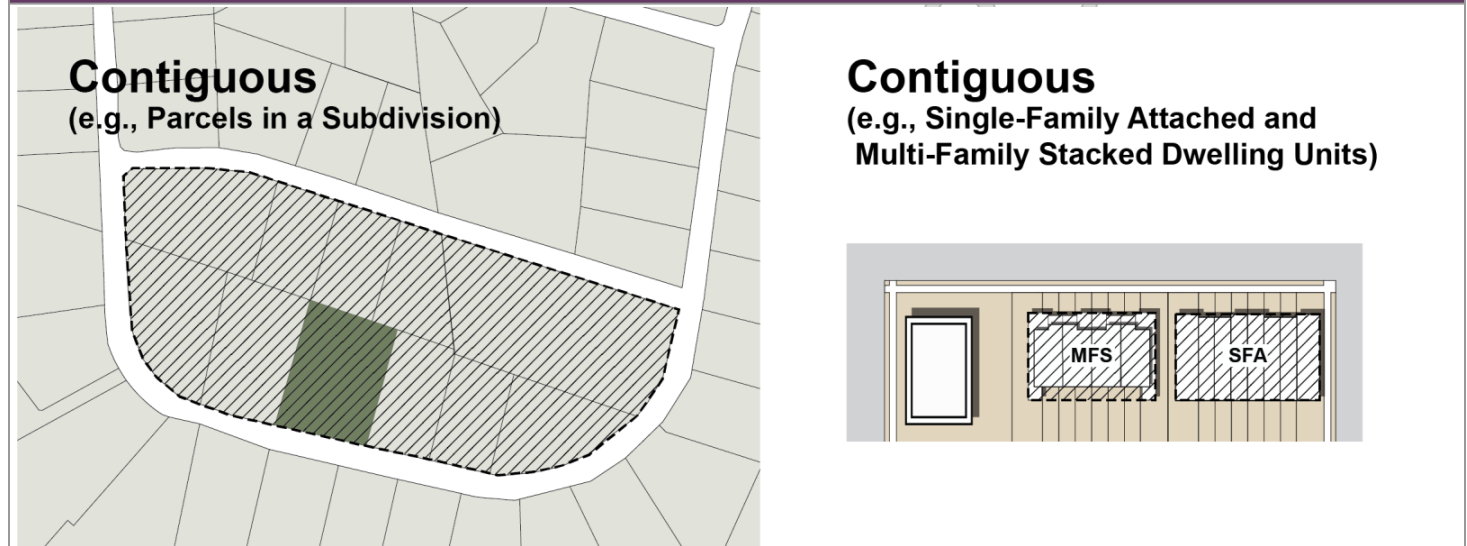 Contiguous
(e.g., Parcels in a Subdivision)
Contiguous
(e.g., Single-Family Attached and
Multi-Family Stacked Dwelling Units)
MFS
SFA